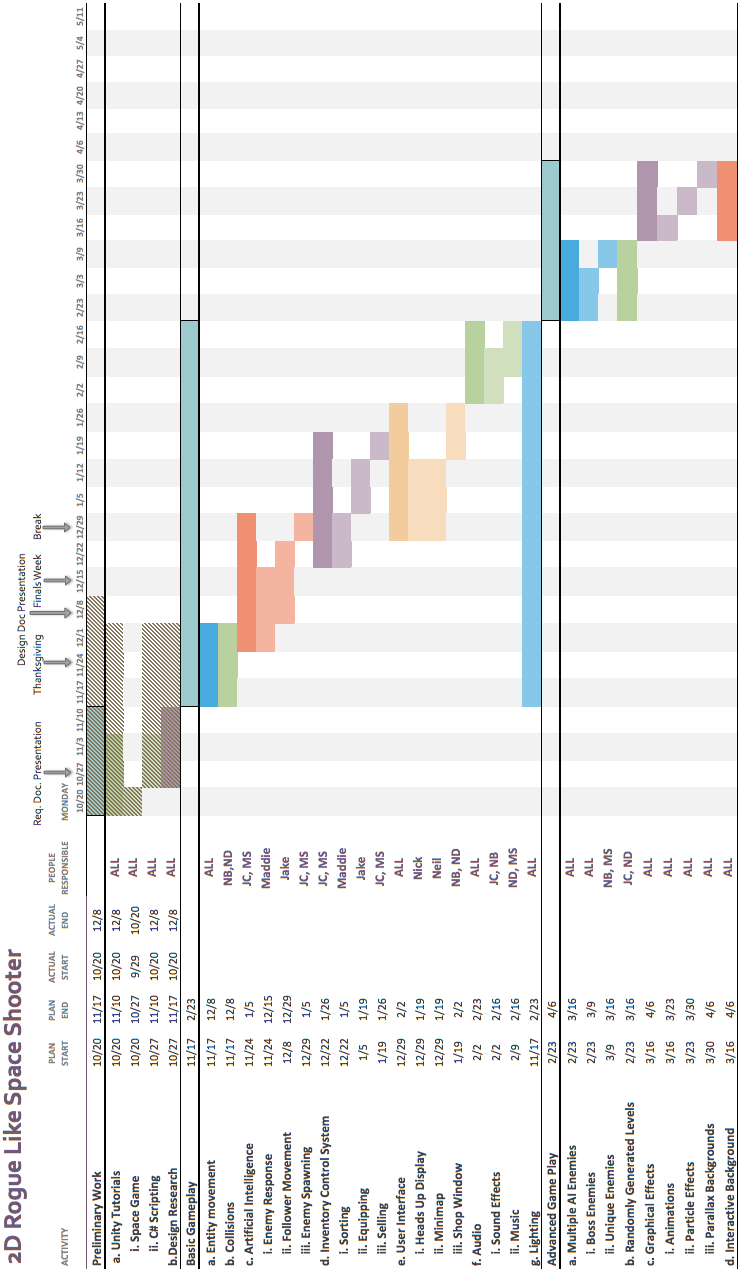 2D Rogue Like Space Shooter
Req. Doc. Presentation Thanksgiving Design Doc Presentation Finals Week Break
ACTIVITY PLAN START PLAN END ACTUAL START ACTUAL END PEOPLE RESPONSIBLE MONDAY
10/20 10/27 11/3 11/10 11/17 11/24 12/1 12/8 12/15 12/22 12/29 1/5 1/12 1/19 1/26 2/2 2/9 2/16 2/23 3/3 3/9 3/16 3/23 3/30 4/6 4/13 4/20 4/27 5/4 5/11
Preliminary Work 10/20 11/17 10/20 12/8
a. Unity Tutorials 10/20 11/10 10/20 12/8 ALL
i. Space Game 10/20 10/27 9/29 10/20 ALL
ii. C# Scripting 10/27 11/10 10/20 12/8 ALL
b.Design Research 10/27 11/17 10/20 12/8 ALL
Basic Gameplay 11/17 2/23
a. Entity movement 11/17 12/8 ALL
b. Collisions 11/17 12/8 NB,ND
c. Artificial Intelligence 11/24 1/5 JC, MS
i. Enemy Response 11/24 12/15 Maddie
ii. Follower Movement 12/8 12/29 Jake
iii. Enemy Spawning 12/29 1/5 JC, MS
d. Inventory Control System 12/22 1/26 JC, MS
i. Sorting 12/22 1/5 Maddie
ii. Equipping 1/5 1/19 Jake
iii. Selling 1/19 1/26 JC, MS
e. User Interface 12/29 2/2 ALL
i. Heads Up Display 12/29 1/19 Nick
ii. Minimap 12/29 1/19 Neil
iii. Shop Window 1/19 2/2 NB, ND
f. Audio 2/2 2/23 ALL
i. Sound Effects 2/2 2/16 JC, NB
ii. Music 2/9 2/16 ND, MS
g. Lighting 11/17 2/23 ALL
Advanced Game Play 2/23 4/6
a. Multiple AI Enemies 2/23 3/16 ALL
i. Boss Enemies 2/23 3/9 ALL
ii. Unique Enemies 3/9 3/16 NB, MS
b. Randomly Generated Levels 2/23 3/16 JC, ND
c. Graphical Effects 3/16 4/6 ALL
i. Animations 3/16 3/23 ALL
ii. Particle Effects 3/23 3/30 ALL
iii. Parallax Backgrounds 3/30 4/6 ALL
d. Interactive Background 3/16 4/6 ALL